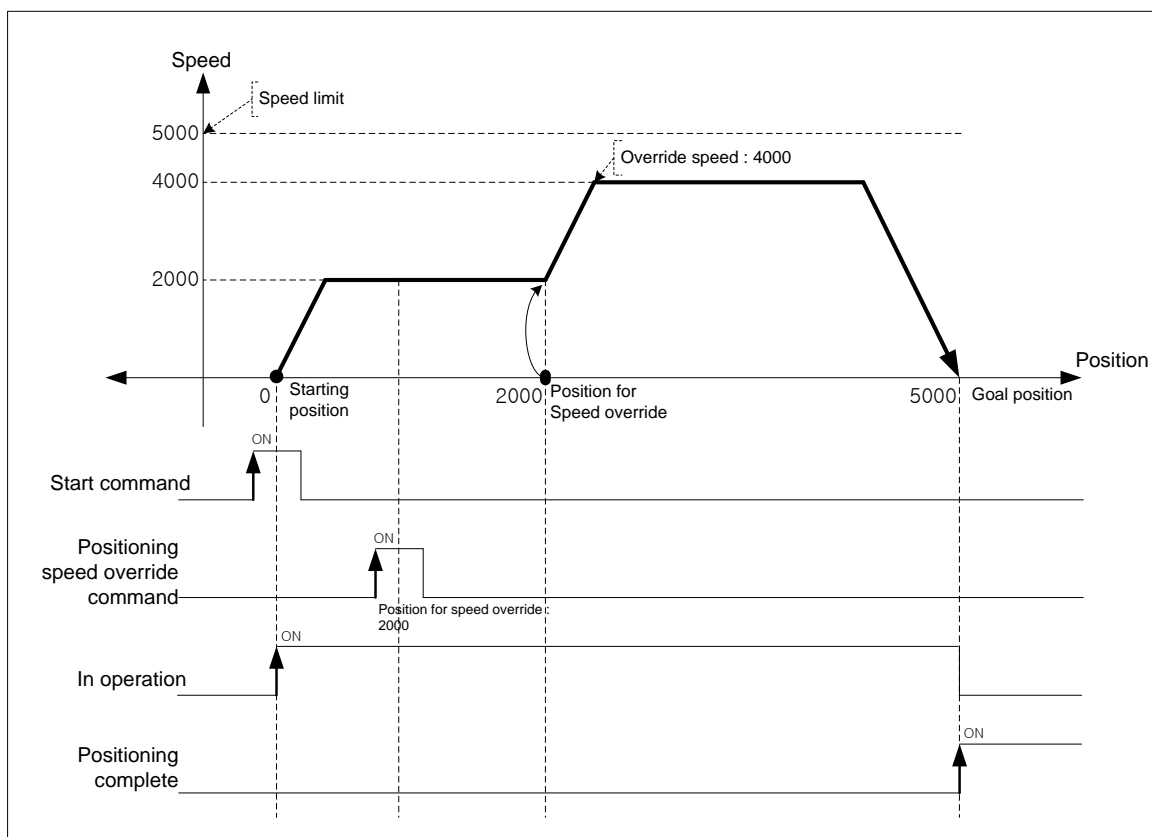 Speed
Speed limit
5000
Override speed : 4000
4000
2000
Position
0
Starting
position
2000
Position for
Speed override
5000
Goal position
ON
Start command
ON
Positioning
speed override
command
Position for speed override :
2000
ON
In operation
ON
Positioning
complete